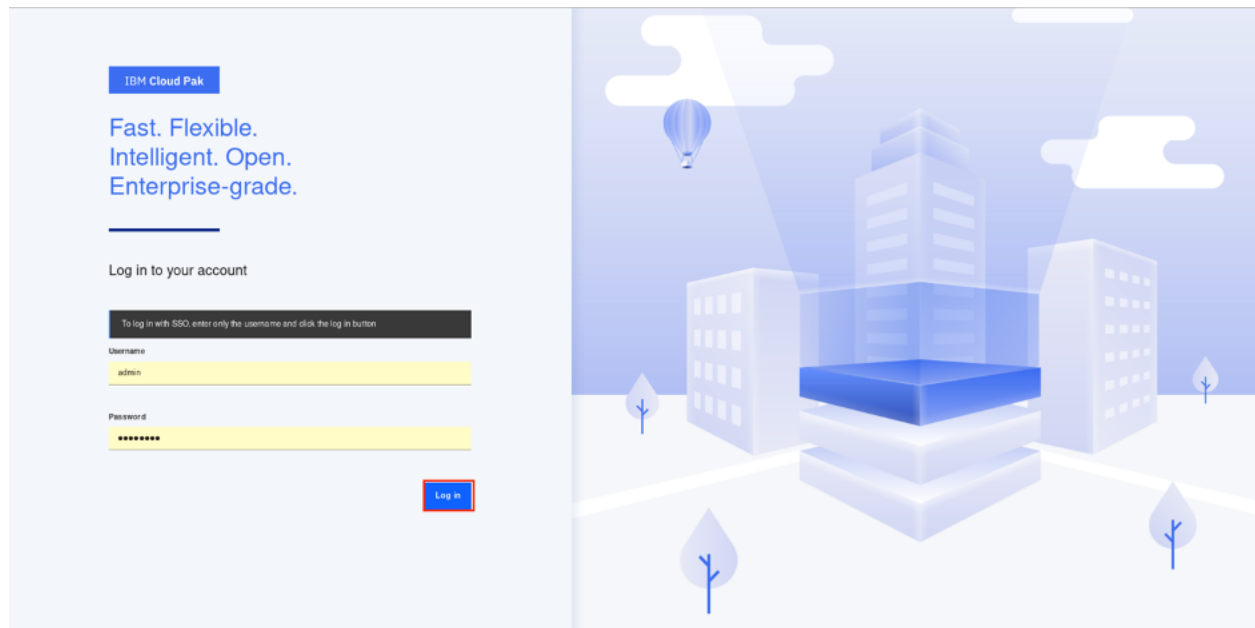 IBM Cloud Pak
Fast. Flexible.
Intelligent. Open.
Enterprise-grade.
Log in to your account
To log in with SSO, enter only the username and click the log in button
Username
admin
Password
••••••••
Log in